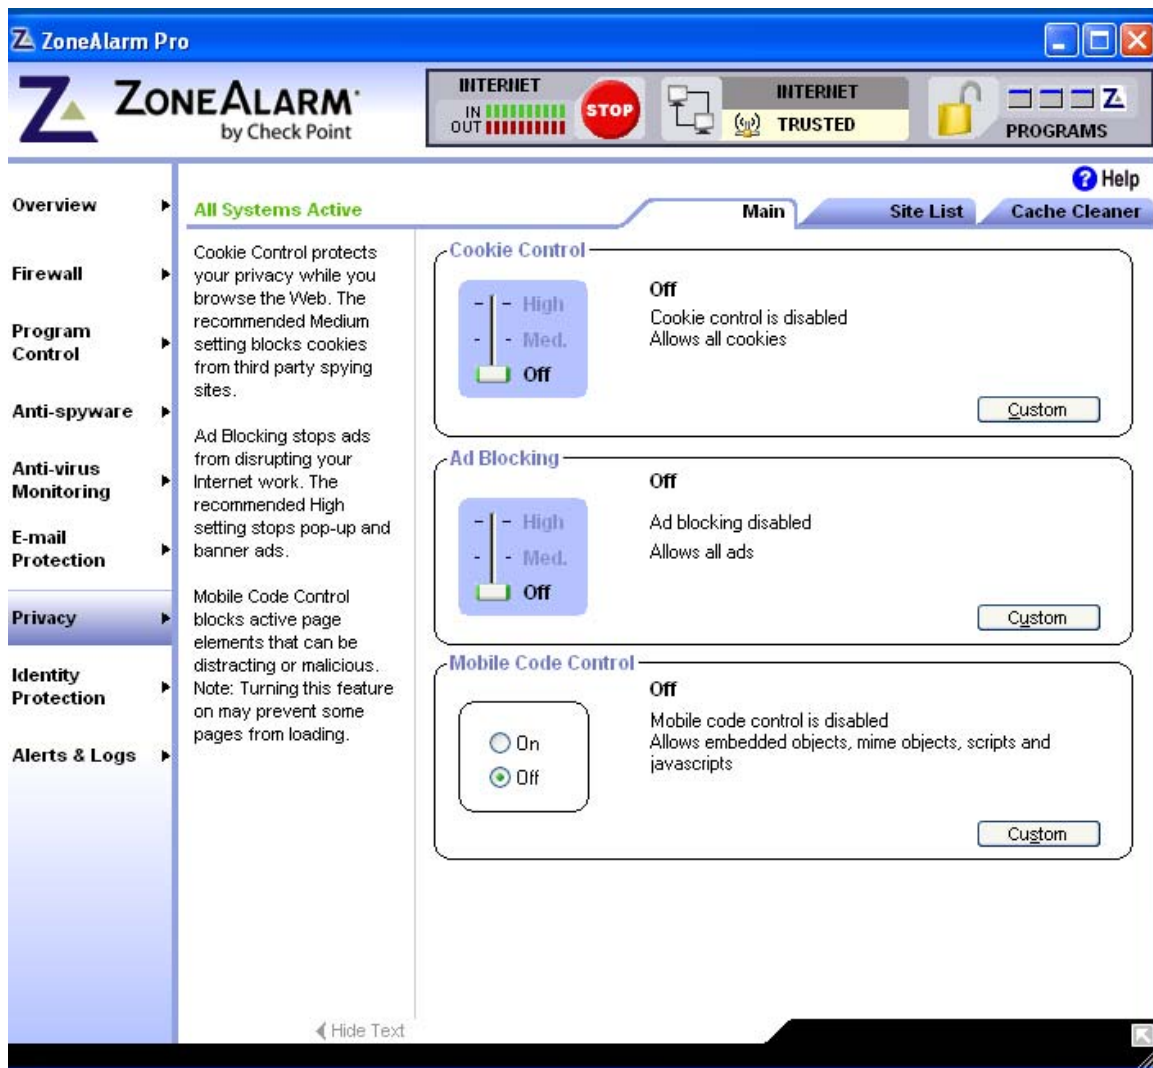 ZoneAlarm Pro
ZONEALARM
by Check Point
INTERNET
IN
OUT
STOP
INTERNET
TRUSTED
PROGRAMS
Help
Overview
Firewall
Program
Control
Anti-spyware
Anti-virus
Monitoring
E-mail
Protection
Privacy
Identity
Protection
Alerts & Logs
All Systems Active
Main
Site List
Cache Cleaner
Cookie Control protects
your privacy while you
browse the Web. The
recommended Medium
setting blocks cookies
from third party spying
sites.
Ad Blocking stops ads
from disrupting your
Internet work. The
recommended High
setting stops pop-up and
banner ads.
Mobile Code Control
blocks active page
elements that can be
distracting or malicious.
Note: Turning this feature
on may prevent some
pages from loading.
Hide Text
Cookie Control
High
Med.
Off
Off
Cookie control is disabled
Allows all cookies
Custom
Ad Blocking
High
Med.
Off
Off
Ad blocking disabled
Allows all ads
Custom
Mobile Code Control
On
Off
Off
Mobile code control is disabled
Allows embedded objects, mime objects, scripts and
javascripts
Custom